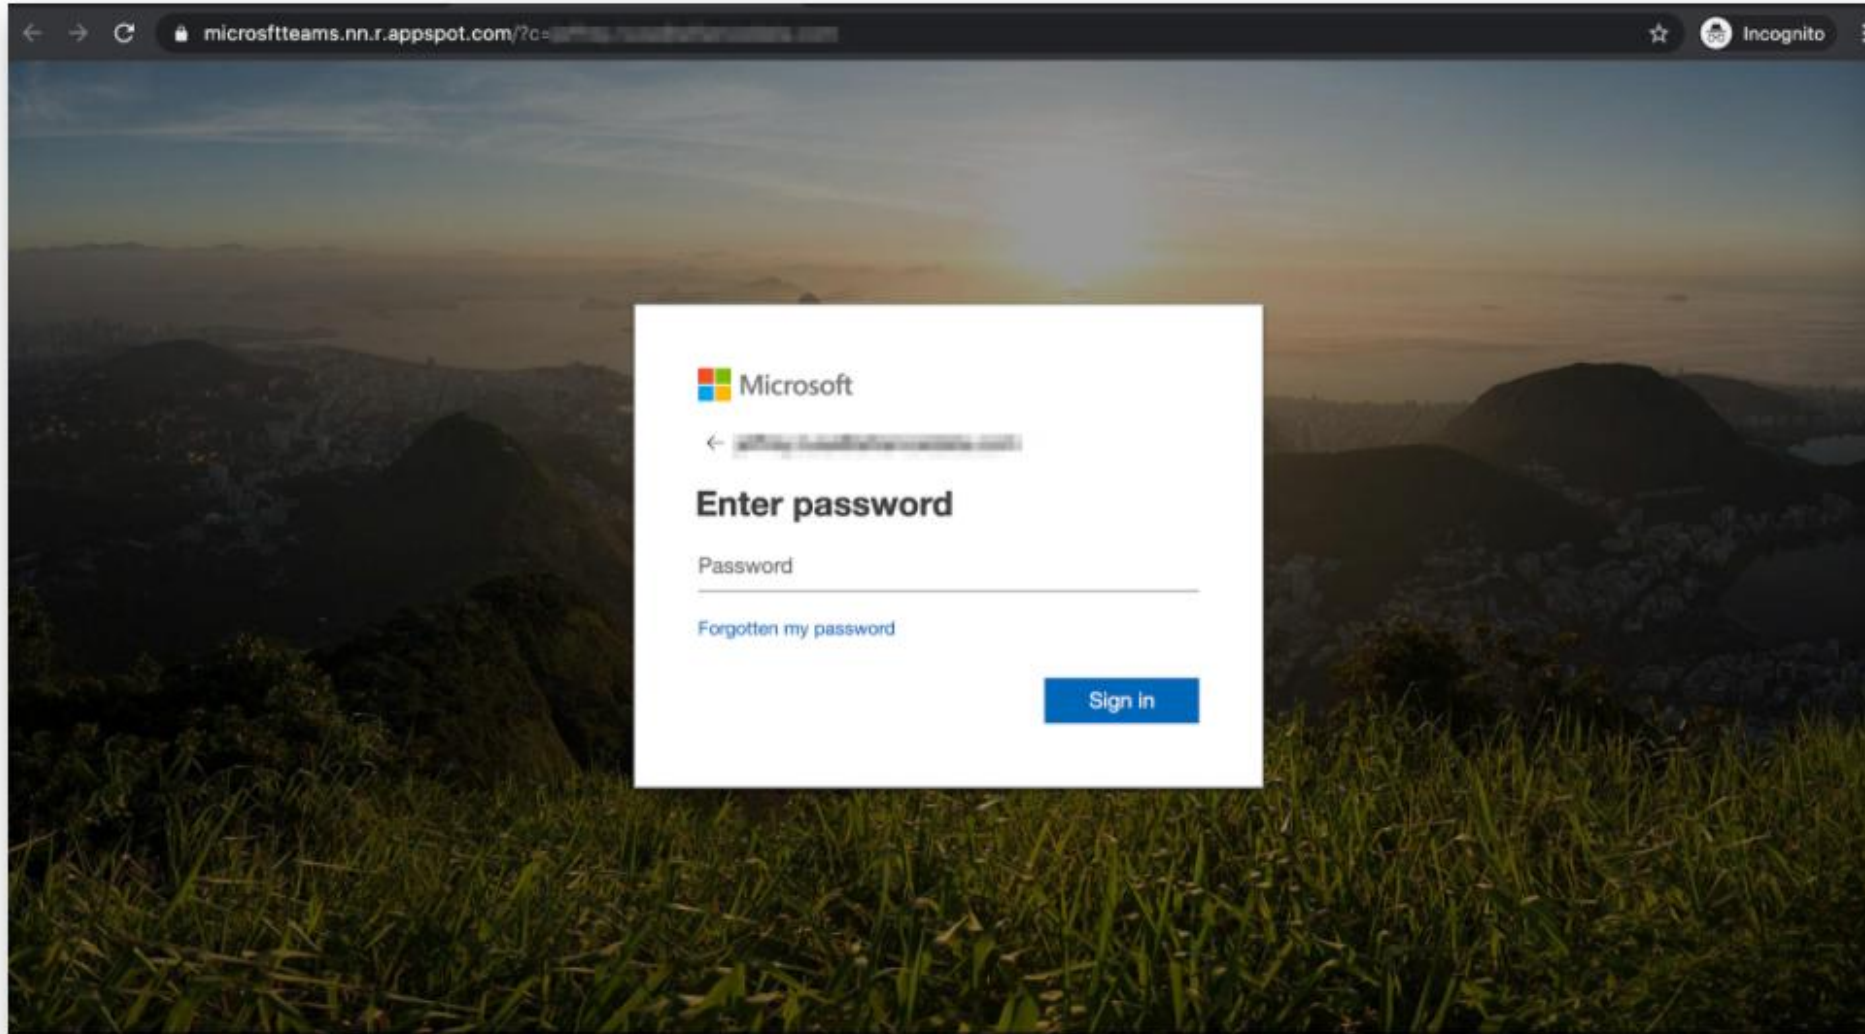 microsftteams.nn.r.appspot.com/?c=
Incognito
Microsoft
Enter password
Password
Forgotten my password
Sign in